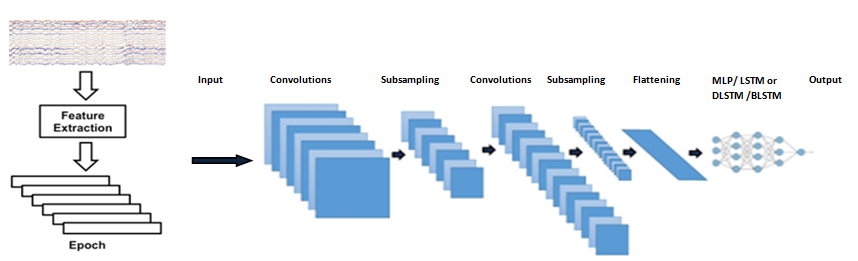 Feature
Extraction
Epoch
Input
Convolutions
Subsampling
Convolutions
Subsampling
Flattening
MLP/ LSTM or
DLSTM /BLSTM
Output